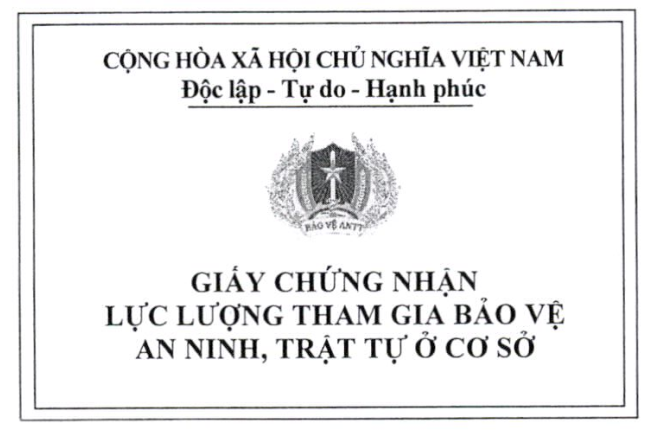 CỘNG HÒA XÃ HỘI CHỦ NGHĨA VIỆT NAM
Độc lập - Tự do - Hạnh phúc
BẢO VỆ ANTT
GIẤY CHỨNG NHẬN
LỰC LƯỢNG THAM GIA BẢO VỆ
AN NINH, TRẬT TỰ Ở CƠ SỞ